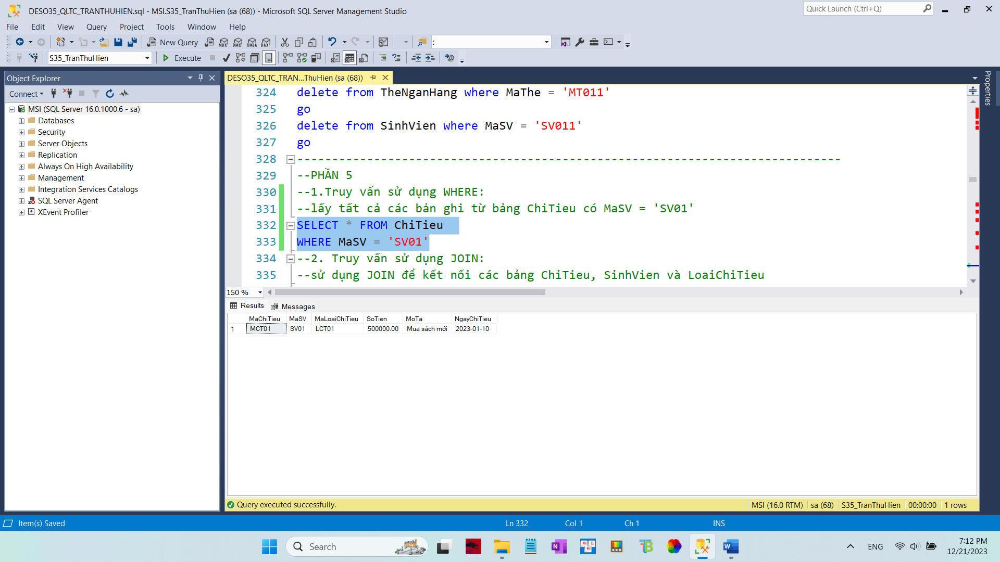 DESO35_QLTC_TRANTHUHIEN.sql - MSI.S35_TranThuHien (sa (68)) - Microsoft SQL Server Management Studio
Quick Launch (Ctrl+Q)
File Edit View Query Project Tools Window Help
New Query
MDX DMX XMLA DAX
:
S35_TranThuHien
Execute
Object Explorer
Connect
MSI (SQL Server 16.0.1000.6 - sa)
Databases
Security
Server Objects
Replication
Always On High Availability
Management
Integration Services Catalogs
SQL Server Agent
XEvent Profiler
DESO35_QLTC_TRAN...ThuHien (sa (68))
Properties
324 delete from TheNganHang where MaThe = 'MT011'
325 go
326 delete from SinhVien where MaSV = 'SV011'
327 go
328 ------------------------------------------------------------------------------
329 --PHẦN 5
330 --1.Truy vấn sử dụng WHERE:
331 --lấy tất cả các bản ghi từ bảng ChiTieu có MaSV = 'SV01'
332 SELECT * FROM ChiTieu
333 WHERE MaSV = 'SV01'
334 --2. Truy vấn sử dụng JOIN:
335 --sử dụng JOIN để kết nối các bảng ChiTieu, SinhVien và LoaiChiTieu
150 %
Results Messages
MaChiTieu MaSV MaLoaiChiTieu SoTien MoTa NgayChiTieu
1 MCT01 SV01 LCT01 500000.00 Mua sách mới 2023-01-10
Query executed successfully.
MSI (16.0 RTM) sa (68) S35_TranThuHien 00:00:00 1 rows
Item(s) Saved
Ln 332 Col 1 Ch 1 INS
Search
ENG
7:12 PM
12/21/2023